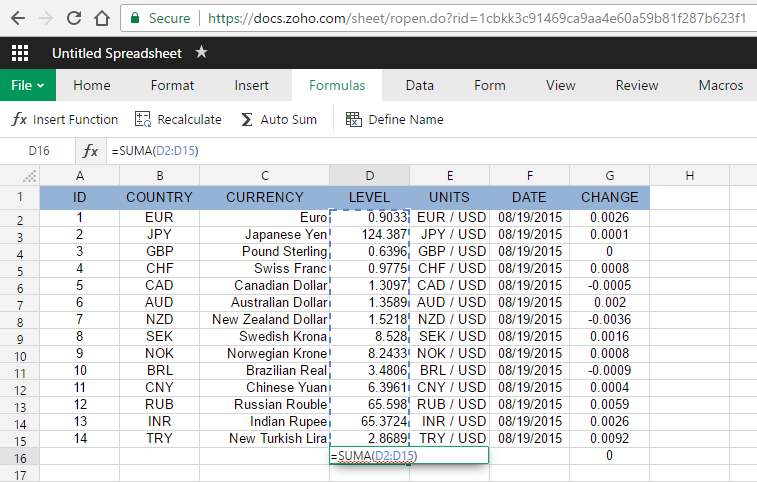 Secure | https://docs.zoho.com/sheet/ropen.do?rid=1cbkk3c91469ca9aa4e60a59b81f287b623f1
Untitled Spreadsheet ★
File Home Format Insert Formulas Data Form View Review Macros
fx Insert Function Recalculate Σ Auto Sum Define Name
D16 fx =SUMA(D2:D15)
A B C D E F G H
1 ID COUNTRY CURRENCY LEVEL UNITS DATE CHANGE
2 1 EUR Euro 0.9033 EUR / USD 08/19/2015 0.0026
3 2 JPY Japanese Yen 124.387 JPY / USD 08/19/2015 0.0001
4 3 GBP Pound Sterling 0.6396 GBP / USD 08/19/2015 0
5 4 CHF Swiss Franc 0.9775 CHF / USD 08/19/2015 0.0008
6 5 CAD Canadian Dollar 1.3097 CAD / USD 08/19/2015 -0.0005
7 6 AUD Australian Dollar 1.3589 AUD / USD 08/19/2015 0.002
8 7 NZD New Zealand Dollar 1.5218 NZD / USD 08/19/2015 -0.0036
9 8 SEK Swedish Krona 8.528 SEK / USD 08/19/2015 0.0016
10 9 NOK Norwegian Krone 8.2433 NOK / USD 08/19/2015 0.0008
11 10 BRL Brazilian Real 3.4806 BRL / USD 08/19/2015 -0.0009
12 11 CNY Chinese Yuan 6.3961 CNY / USD 08/19/2015 0.0004
13 12 RUB Russian Rouble 65.598 RUB / USD 08/19/2015 0.0059
14 13 INR Indian Rupee 65.3724 INR / USD 08/19/2015 0.0026
15 14 TRY New Turkish Lira 2.8689 TRY / USD 08/19/2015 0.0092
16 =SUMA(D2:D15) 0
17